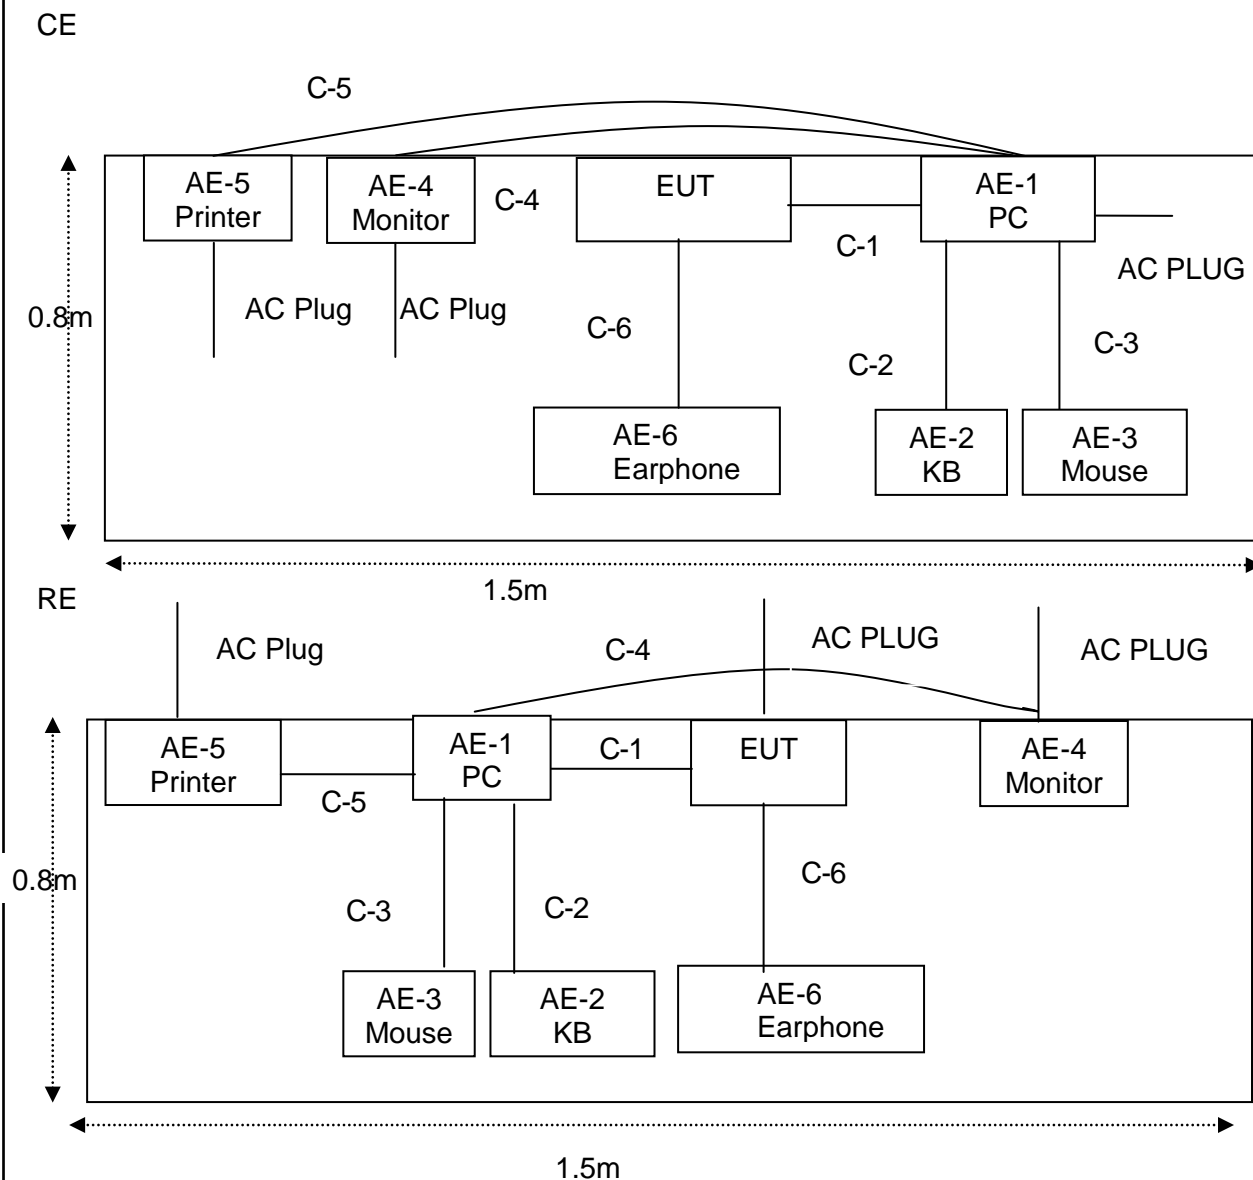 CE
C-5
AE-5
Printer
AE-4
Monitor
C-4
EUT
AE-1
PC
C-1
AC PLUG
0.8m
AC Plug
AC Plug
C-6
C-2
C-3
AE-6
Earphone
AE-2
KB
AE-3
Mouse
1.5m
RE
AC Plug
C-4
AC PLUG
AC PLUG
AE-5
Printer
AE-1
PC
C-1
EUT
AE-4
Monitor
C-5
0.8m
C-3
C-2
C-6
AE-3
Mouse
AE-2
KB
AE-6
Earphone
1.5m